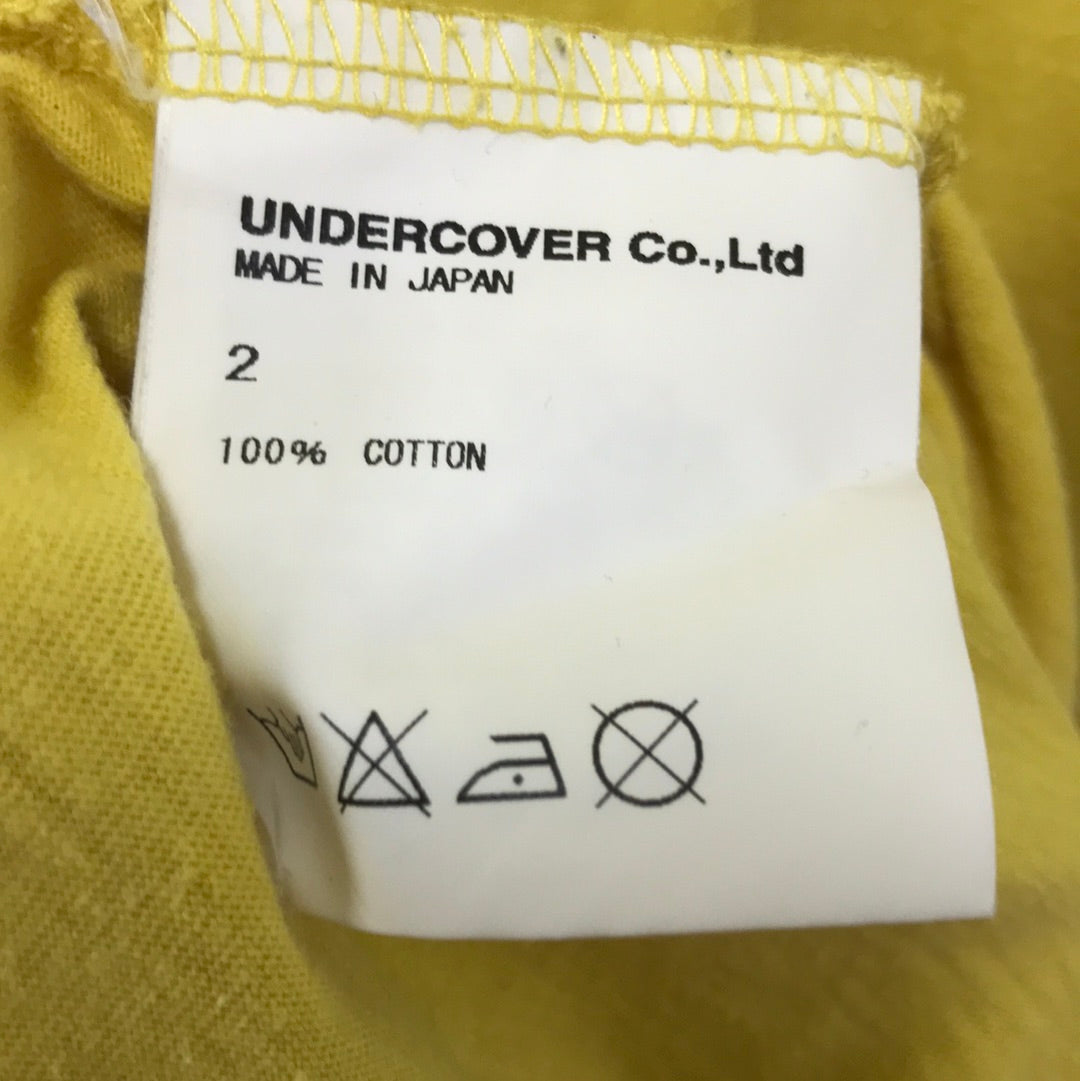 UNDERCOVER Co.,Ltd
MADE IN JAPAN
2
100% COTTON